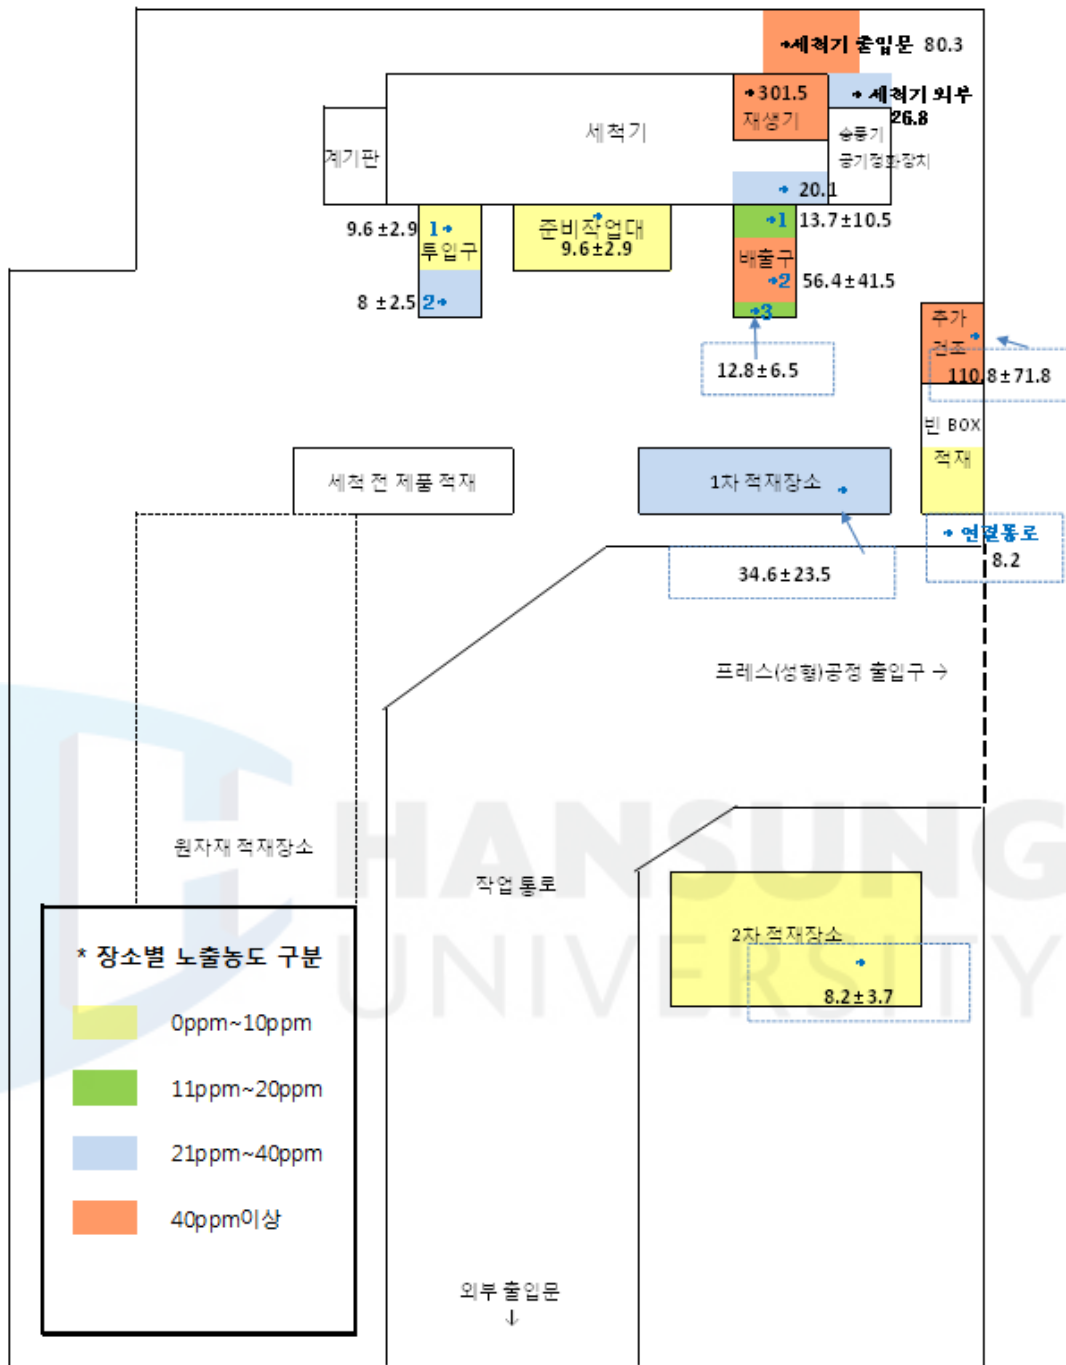 세척기 출입문 80.3
301.5
재생기
세척기 외부
26.8
세척기
계기판
송풍기
공기정화장치
20.1
9.6±2.9 1
투입구
준비작업대
9.6±2.9
1 13.7±10.5
배출구
8 ±2.5 2
2 56.4±41.5
3
추가
건조
12.8±6.5
110.8±71.8
빈 BOX
적재
세척 전 제품 적재
1차 적재장소
연결통로
8.2
34.6±23.5
프레스(성형)공정 출입구 →
원자재 적재장소
작업 통로
HANSUNG
UNIVERSITY
2차 적재장소
8.2±3.7
* 장소별 노출농도 구분
0ppm~10ppm
11ppm~20ppm
21ppm~40ppm
40ppm이상
외부 출입문
↓